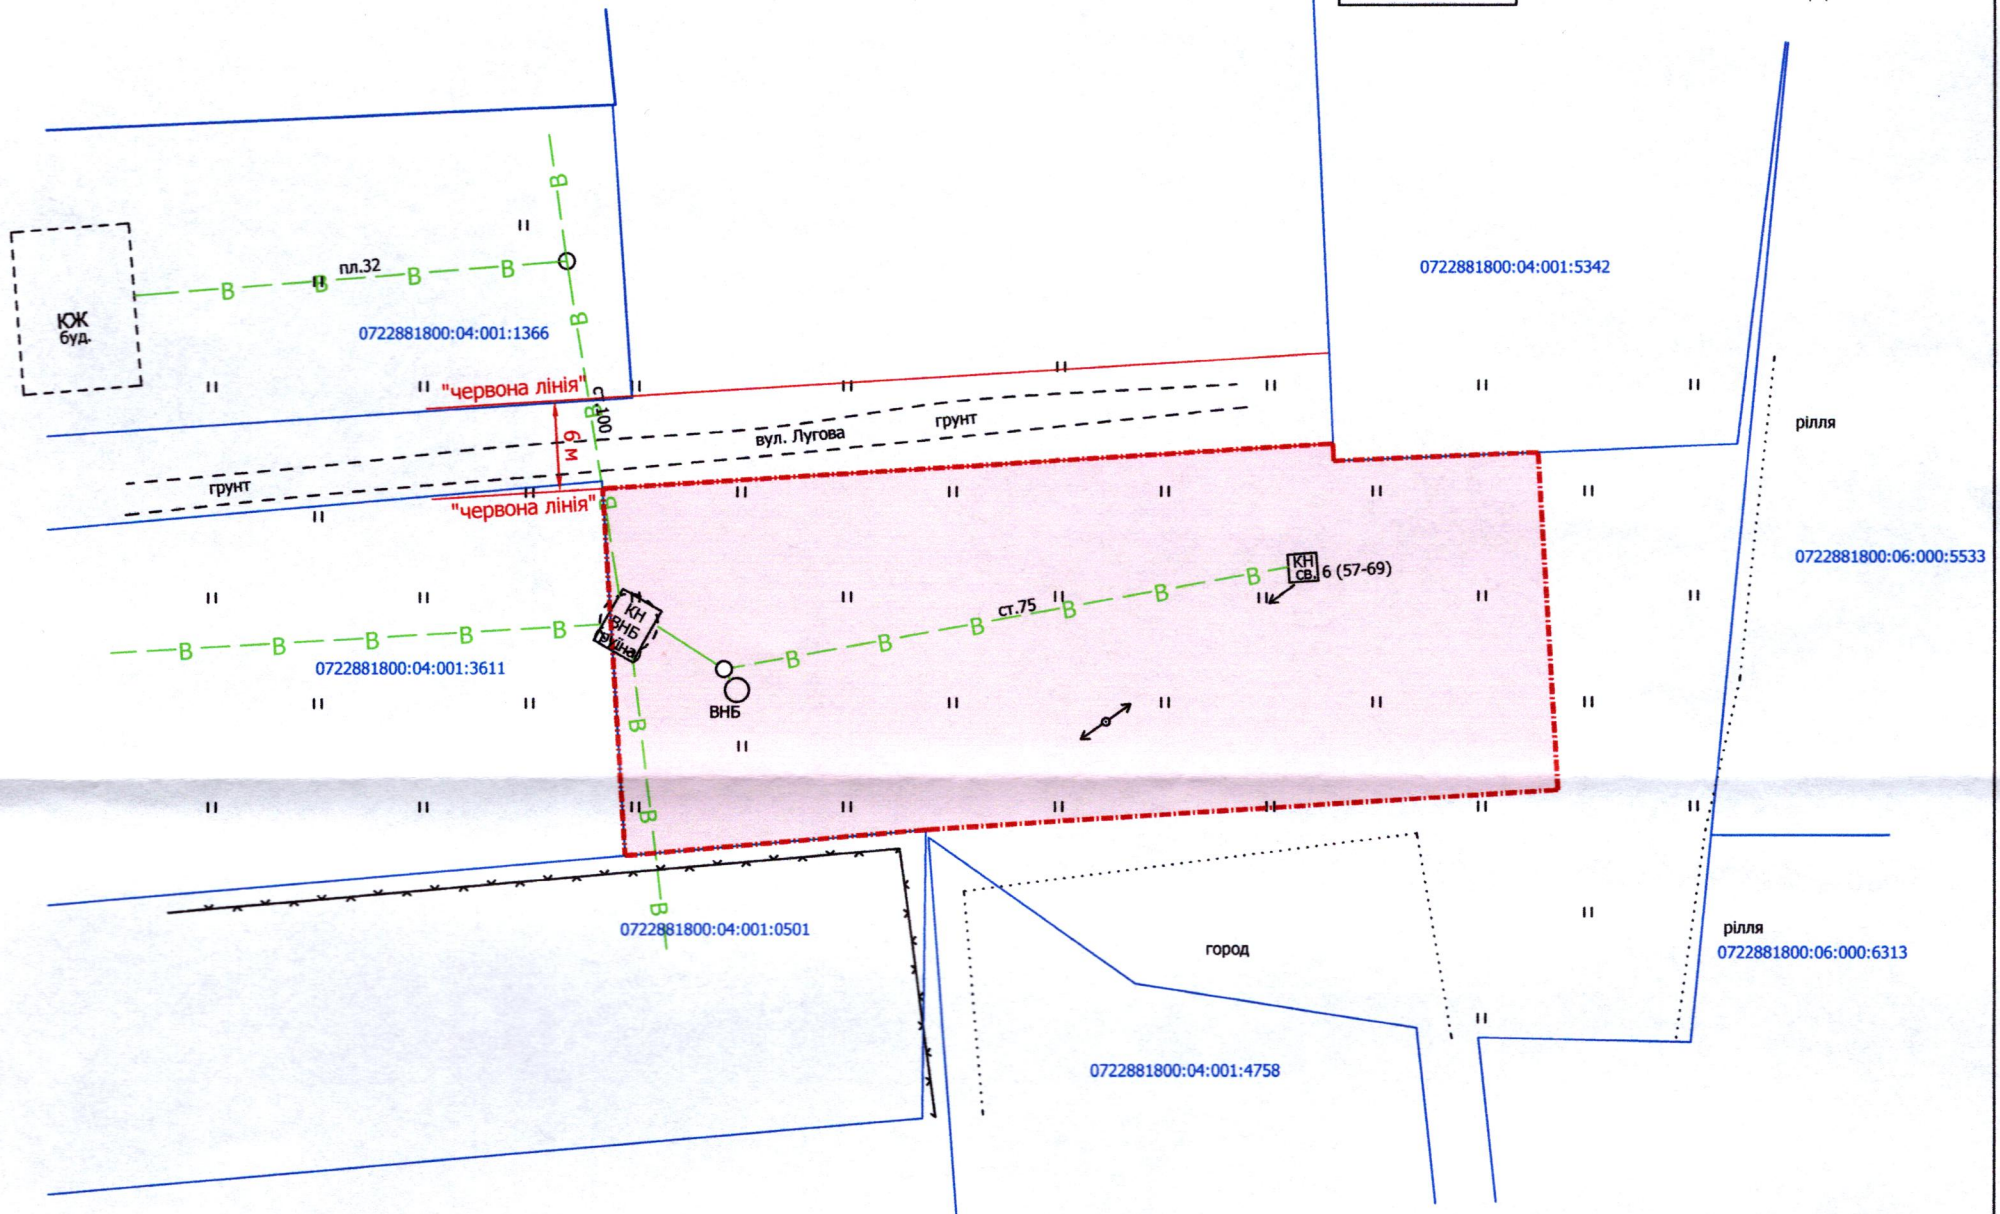 0722881800:04:001:5342
пл.32
КЖ
буд.
0722881800:04:001:1366
"червона лінія"
ст.100
6 м
вул. Лугова
грунт
рілля
грунт
"червона лінія"
0722881800:06:000:5533
КН
св. 6 (57-69)
ст.75
КН
ВНБ
0722881800:04:001:3611
ВНБ
0722881800:04:001:0501
город
рілля
0722881800:06:000:6313
0722881800:04:001:4758
В В В В В В В В В В В В В В В В В В В В В В В В